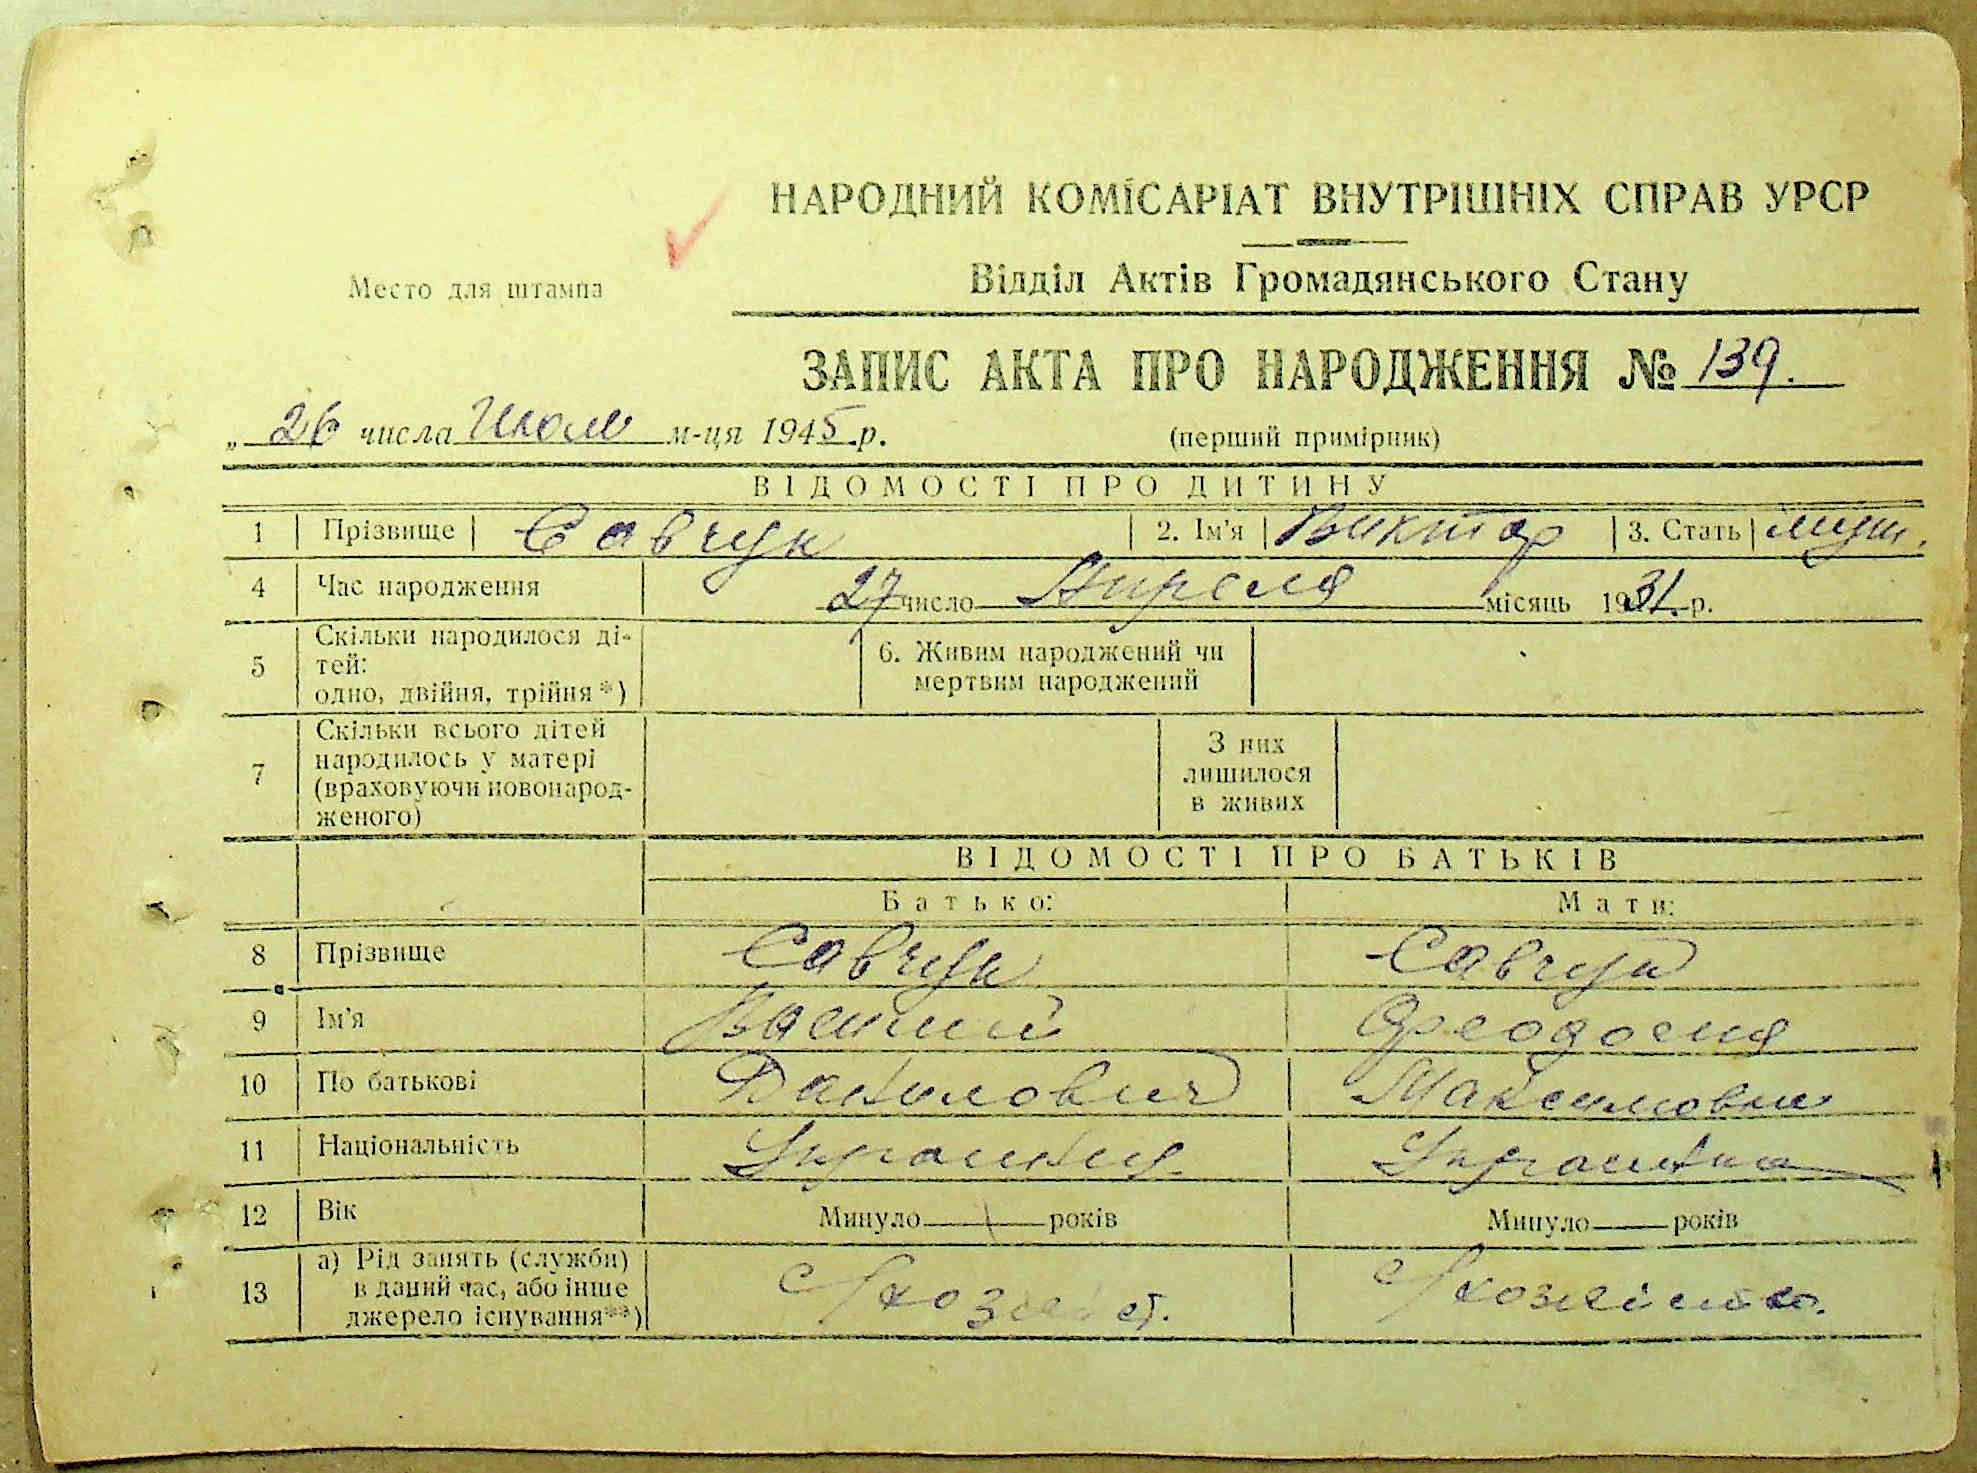 НАРОДНИЙ КОМІСАРІАТ ВНУТРІШНІХ СПРАВ УРСР
Место для штампа
Відділ Актів Громадянського Стану
ЗАПИС АКТА ПРО НАРОДЖЕННЯ № 139.
„ 26 числа Июля м-ця 1945 р. (перший примірник)
ВІДОМОСТІ ПРО ДИТИНУ
1 Прізвище Савчук 2. Ім'я Виктор 3. Стать муж.
4 Час народження 27 число Апреля місяць 1931 р.
5 Скільки народилося ді-
тей:
одно, двійня, трійня*)
6. Живим народжений чи
мертвим народжений
7 Скільки всього дітей
народилось у матері
(враховуючи новонарод-
женого)
З них
лишилося
в живих
ВІДОМОСТІ ПРО БАТЬКІВ
Батько: Мати:
8 Прізвище Савчук Савчук
9 Ім'я Василий Феодосия
10 По батькові Данилович Максимовна
11 Національність Украинец Украинка
12 Вік Минуло років Минуло років
13 а) Рід занять (служби)
в даний час, або інше
джерело існування**)